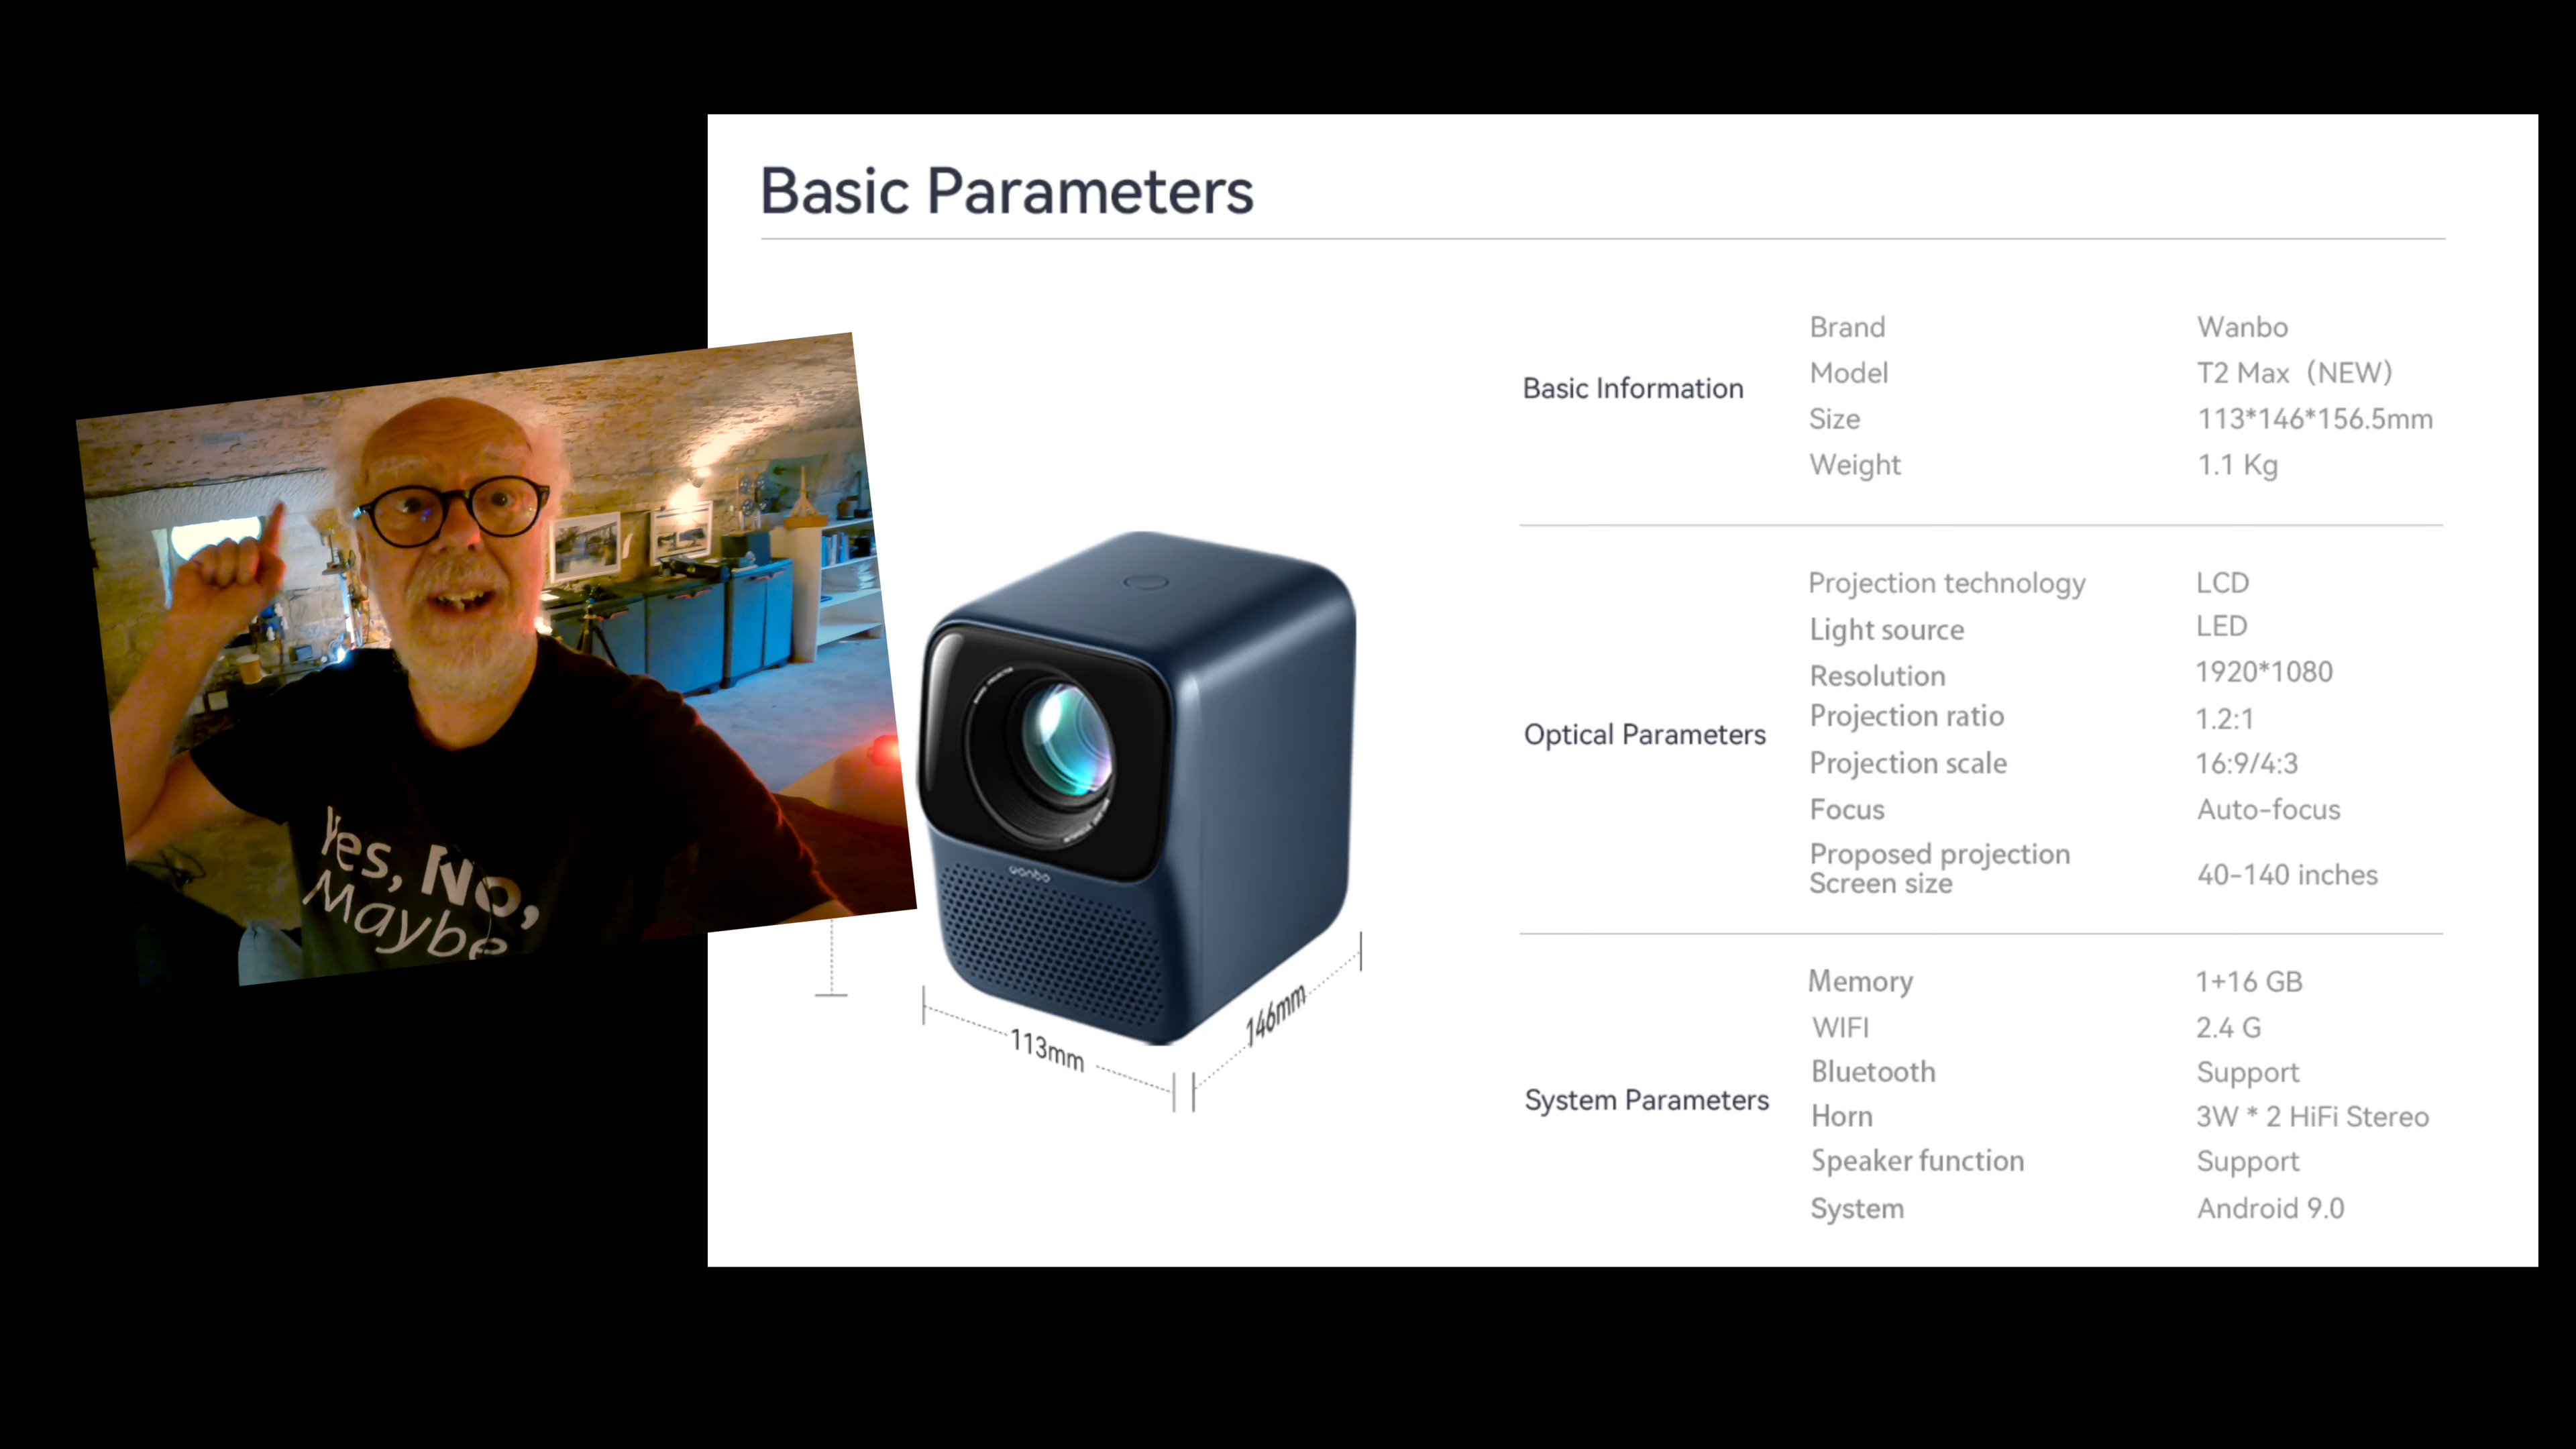 Basic Parameters
Basic Information
Brand Wanbo
Model T2 Max（NEW）
Size 113*146*156.5mm
Weight 1.1 Kg
Optical Parameters
Projection technology LCD
Light source LED
Resolution 1920*1080
Projection ratio 1.2:1
Projection scale 16:9/4:3
Focus Auto-focus
Proposed projection
Screen size 40-140 inches
System Parameters
Memory 1+16 GB
WIFI 2.4 G
Bluetooth Support
Horn 3W * 2 HiFi Stereo
Speaker function Support
System Android 9.0
Yes, No,
Maybe
wanbo
113mm
146mm